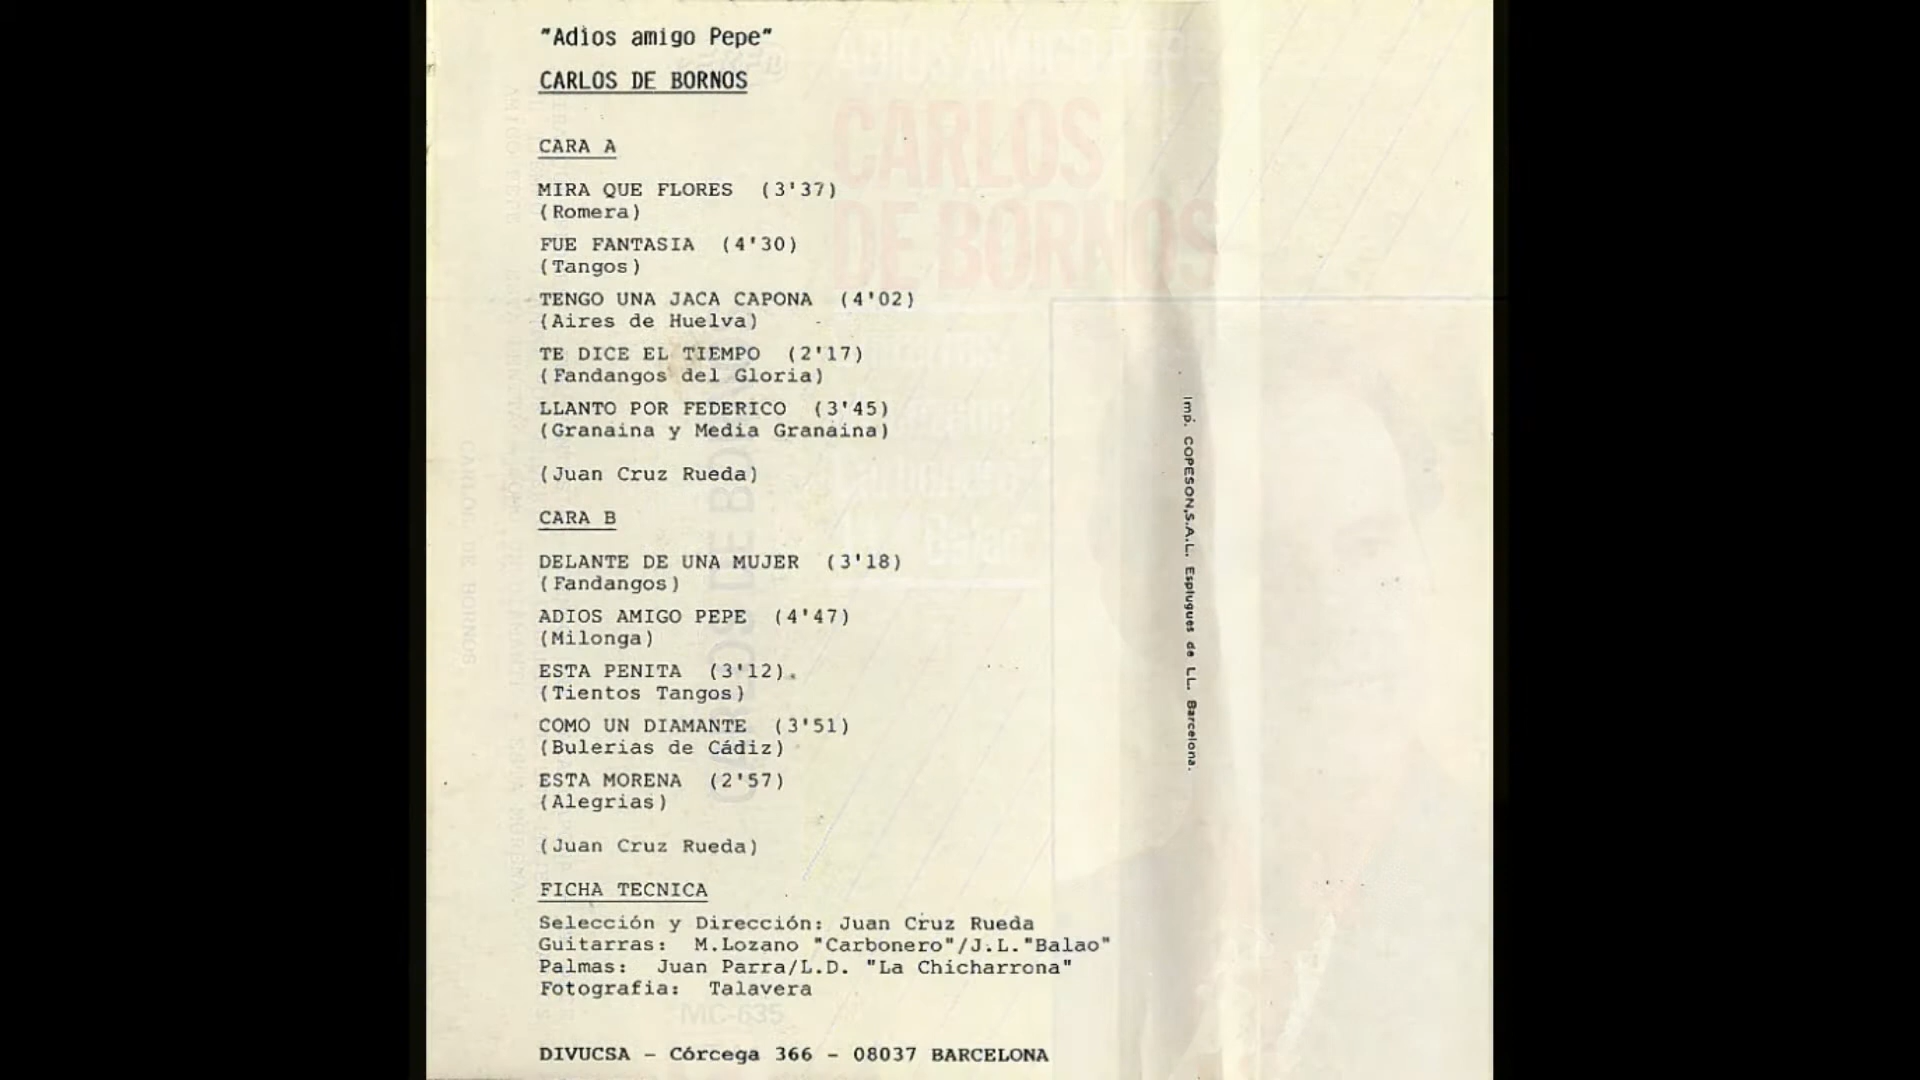 "Adios amigo Pepe"
CARLOS DE BORNOS
CARA A
MIRA QUE FLORES (3'37)
(Romera)
FUE FANTASIA (4'30)
(Tangos)
TENGO UNA JACA CAPONA (4'02)
(Aires de Huelva)
TE DICE EL TIEMPO (2'17)
(Fandangos del Gloria)
LLANTO POR FEDERICO (3'45)
(Granaina y Media Granaina)
(Juan Cruz Rueda)
CARA B
DELANTE DE UNA MUJER (3'18)
(Fandangos)
ADIOS AMIGO PEPE (4'47)
(Milonga)
ESTA PENITA (3'12).
(Tientos Tangos)
COMO UN DIAMANTE (3'51)
(Bulerias de Cádiz)
ESTA MORENA (2'57)
(Alegrias)
(Juan Cruz Rueda)
FICHA TECNICA
Selección y Dirección: Juan Cruz Rueda
Guitarras: M.Lozano "Carbonero"/J.L."Balao"
Palmas: Juan Parra/L.D. "La Chicharrona"
Fotografia: Talavera
DIVUCSA - Córcega 366 - 08037 BARCELONA
Imp. COPESON,S.A.L. Esplugues de LL. Barcelona.
CARLOS
DE BORNOS
MC-635